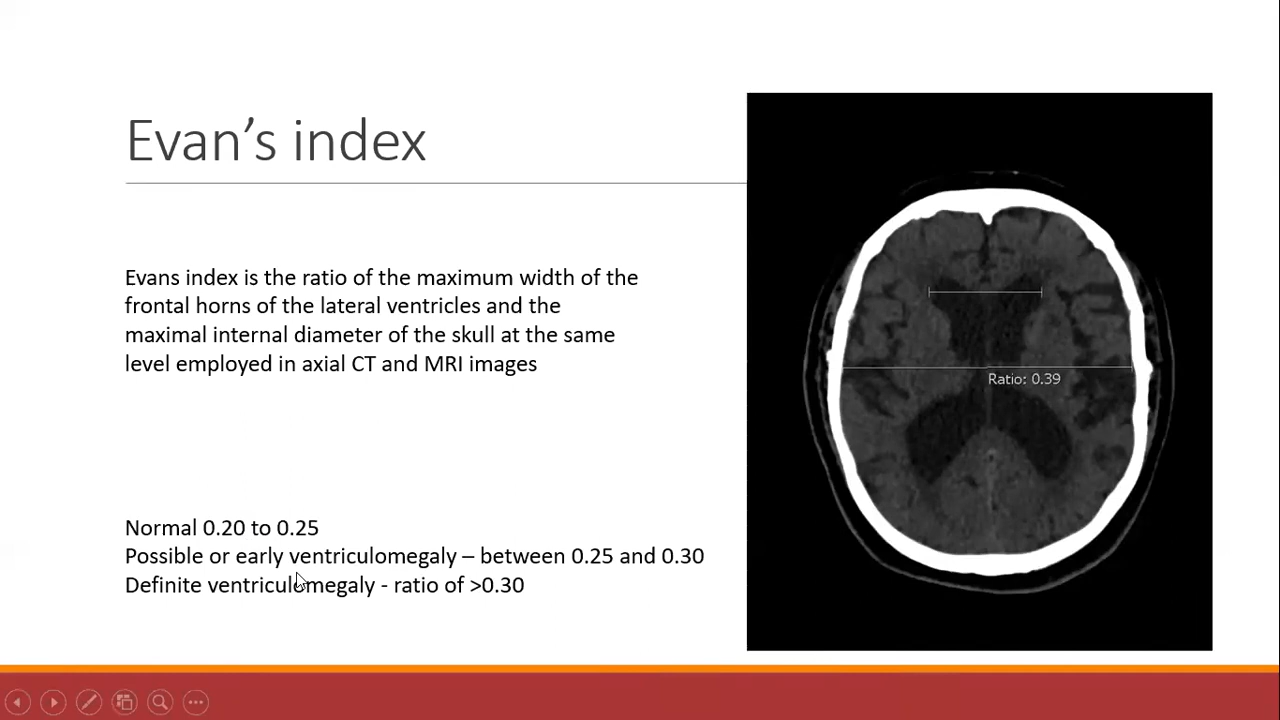 Evan’s index
Evans index is the ratio of the maximum width of the
frontal horns of the lateral ventricles and the
maximal internal diameter of the skull at the same
level employed in axial CT and MRI images
Ratio: 0.39
Normal 0.20 to 0.25
Possible or early ventriculomegaly – between 0.25 and 0.30
Definite ventriculomegaly - ratio of >0.30